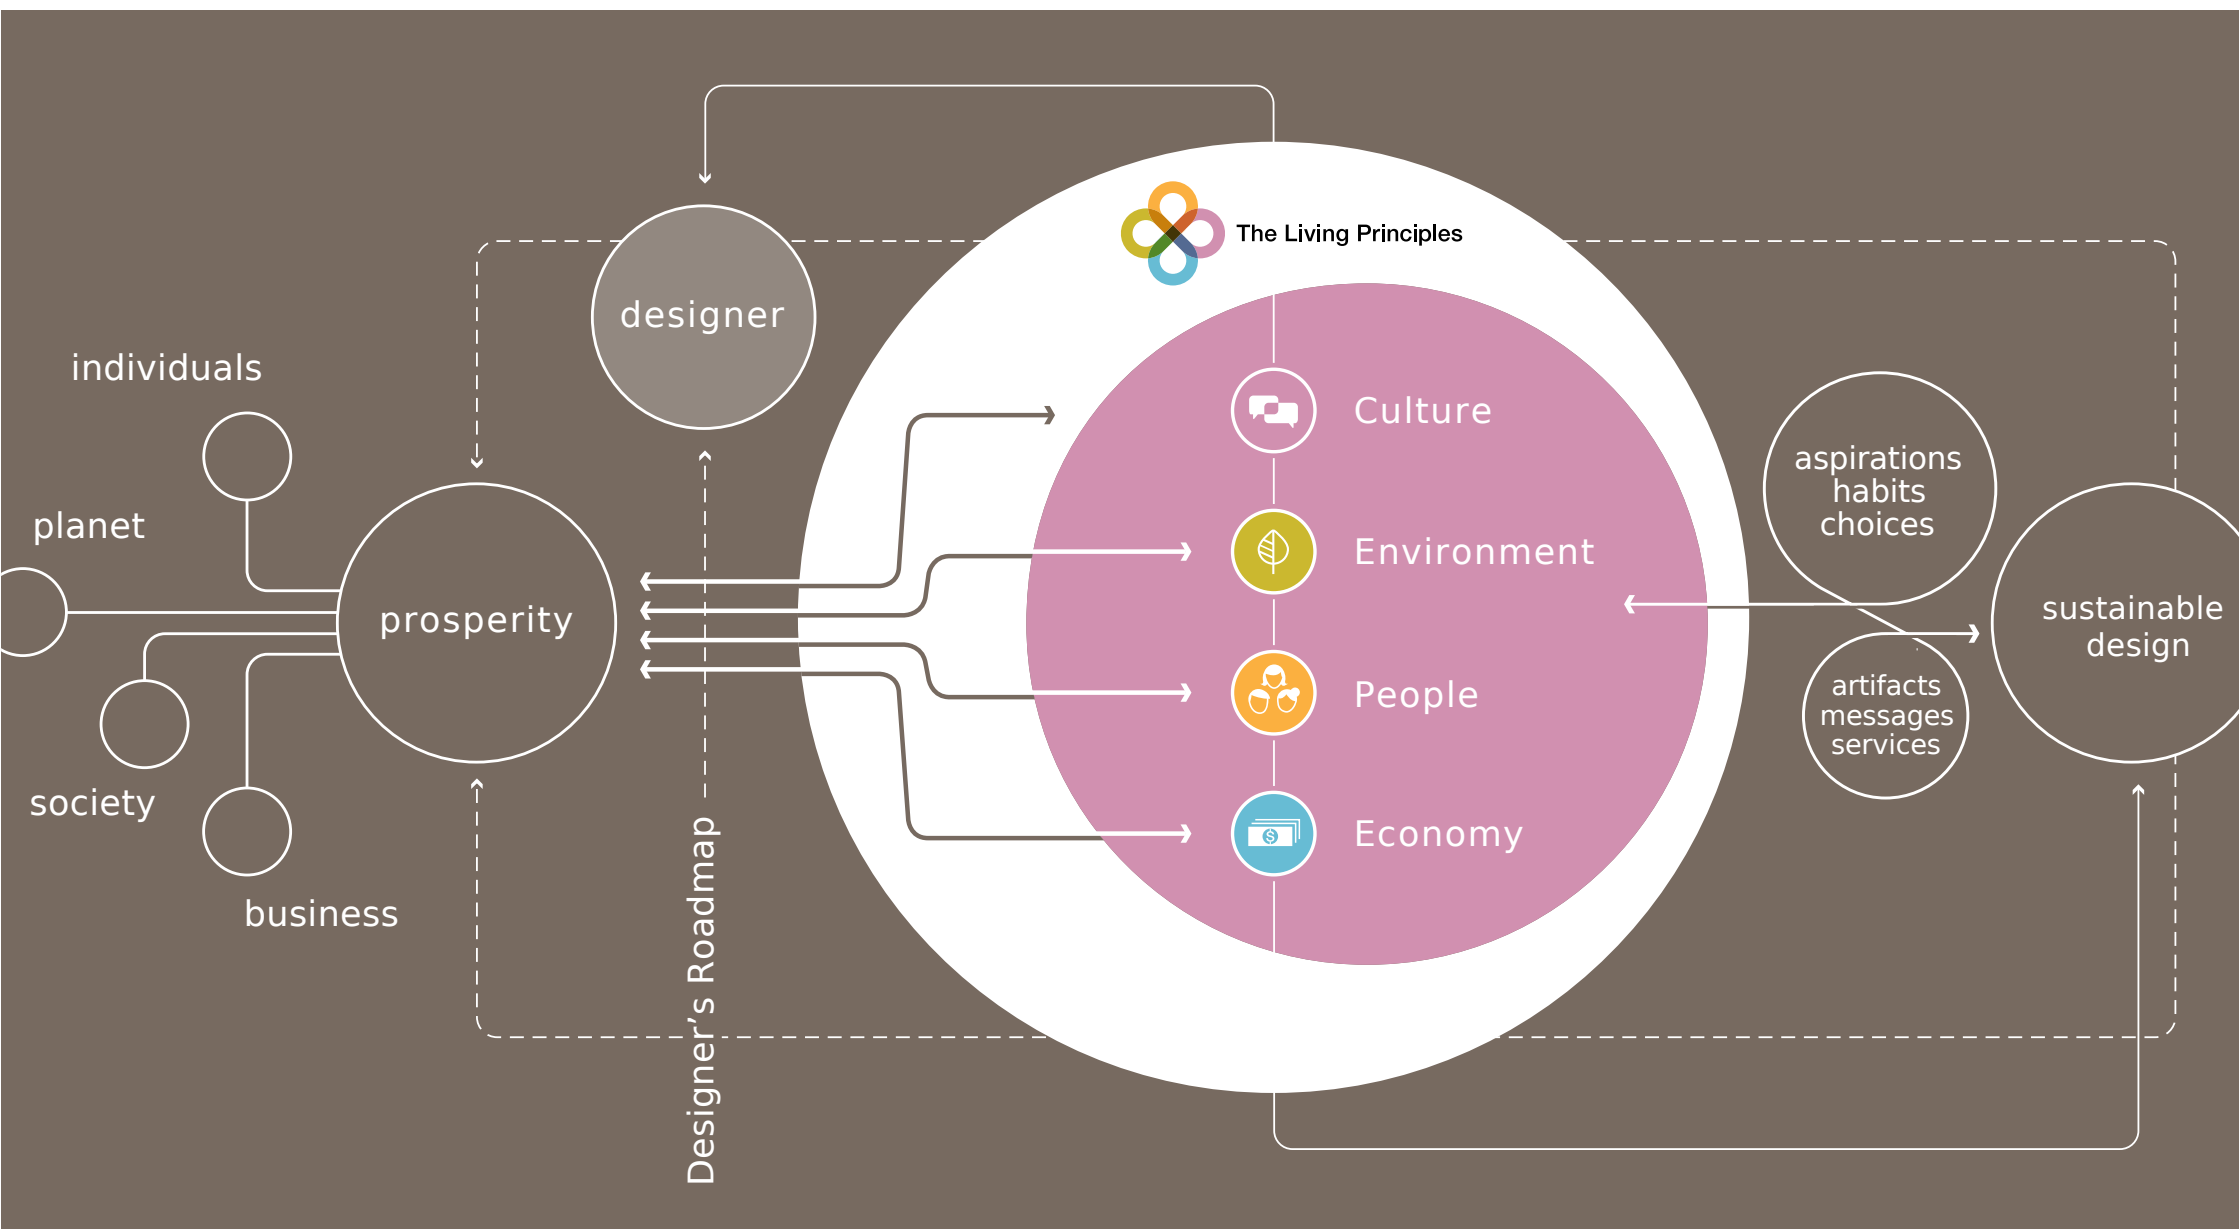 The Living Principles
designer
individuals
planet
prosperity
society
business
Designer’s Roadmap
Culture
Environment
People
Economy
aspirations
habits
choices
artifacts
messages
services
sustainable
design
$